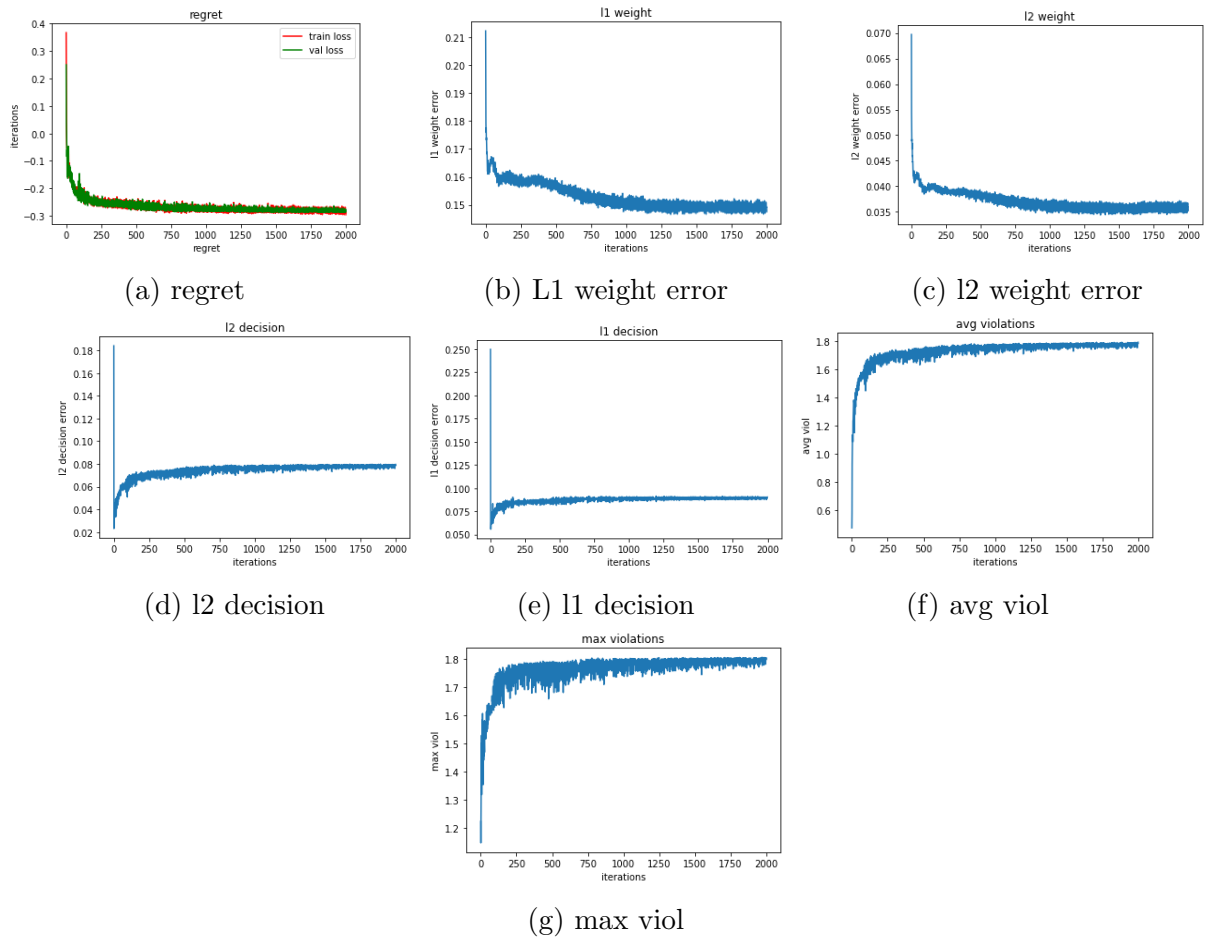 regret
0.4
0.3
0.2
0.1
0.0
−0.1
−0.2
−0.3
iterations
train loss
val loss
0 250 500 750 1000 1250 1500 1750 2000
regret
(a) regret
l1 weight
0.21
0.20
0.19
0.18
0.17
0.16
0.15
l1 weight error
0 250 500 750 1000 1250 1500 1750 2000
iterations
(b) L1 weight error
l2 weight
0.070
0.065
0.060
0.055
0.050
0.045
0.040
0.035
l2 weight error
0 250 500 750 1000 1250 1500 1750 2000
iterations
(c) l2 weight error
l2 decision
0.18
0.16
0.14
0.12
0.10
0.08
0.06
0.04
0.02
l2 decision error
0 250 500 750 1000 1250 1500 1750 2000
iterations
(d) l2 decision
l1 decision
0.250
0.225
0.200
0.175
0.150
0.125
0.100
0.075
0.050
l1 decision error
0 250 500 750 1000 1250 1500 1750 2000
iterations
(e) l1 decision
avg violations
1.8
1.6
1.4
1.2
1.0
0.8
0.6
avg viol
0 250 500 750 1000 1250 1500 1750 2000
iterations
(f) avg viol
max violations
1.8
1.7
1.6
1.5
1.4
1.3
1.2
max viol
0 250 500 750 1000 1250 1500 1750 2000
iterations
(g) max viol